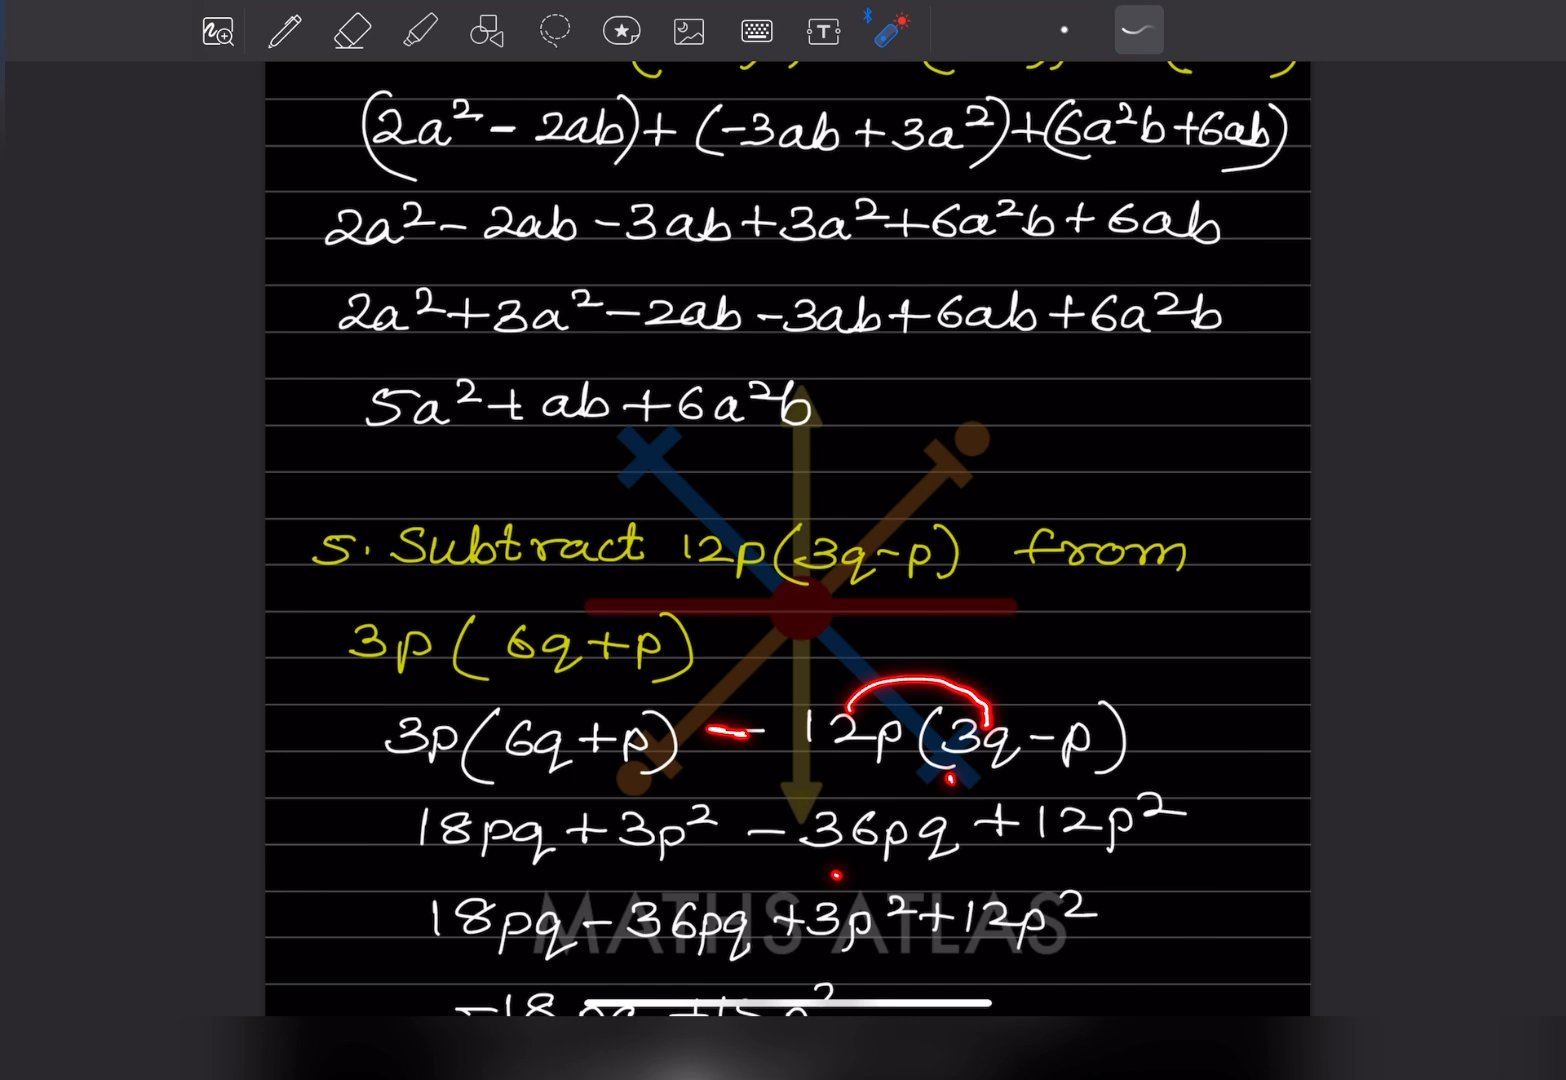 (2a²- 2ab)+ (-3ab+3a²)+(6a²b+6ab)
2a²- 2ab-3ab+3a²+6a²b+6ab
2a²+3a²-2ab-3ab+6ab+6a²b
5a²+ab+6a²b
5. Subtract 12p(3q-p) from
3p(6q+p)
3p(6q+p) - 12p(3q-p)
18pq+3p² - 36pq+12p²
18pq-36pq+3p²+12p²
MATHS ATLAS